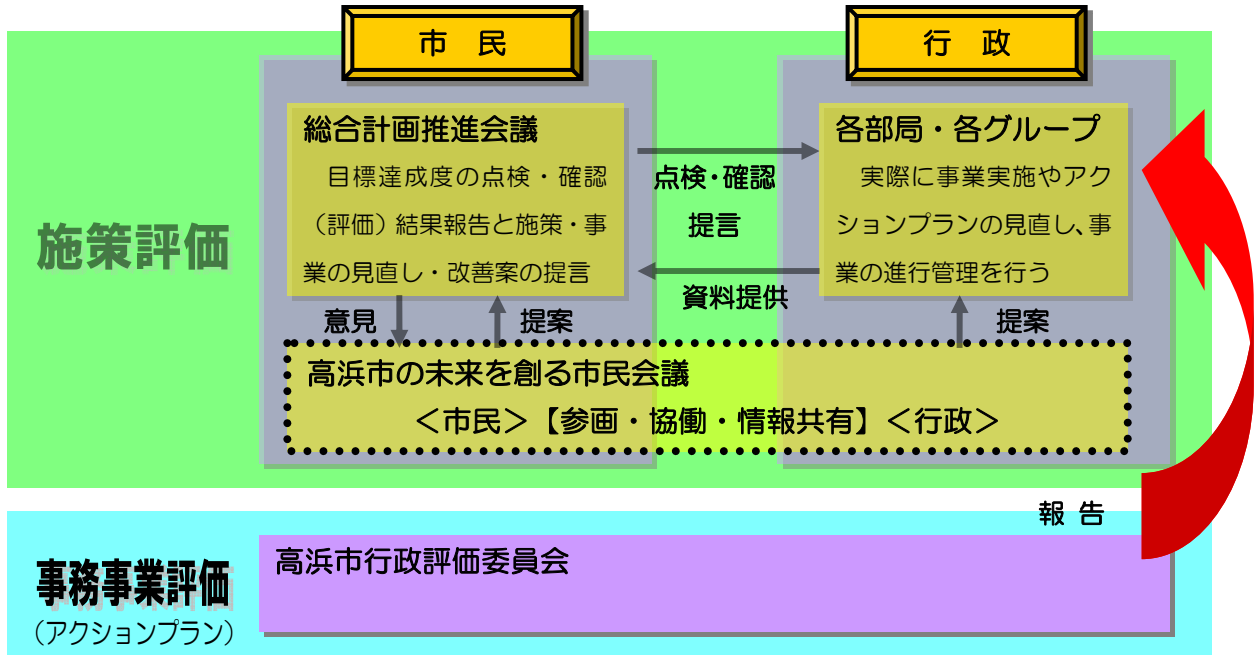 市 民
行 政
総合計画推進会議
目標達成度の点検・確認
（評価）結果報告と施策・事
業の見直し・改善案の提言
点検・確認
提言
資料提供
各部局・各グループ
実際に事業実施やアク
ションプランの見直し、事
業の進行管理を行う
施策評価
意見
提案
提案
高浜市の未来を創る市民会議
＜市民＞【参画・協働・情報共有】＜行政＞
報 告
事務事業評価
（アクションプラン）
高浜市行政評価委員会